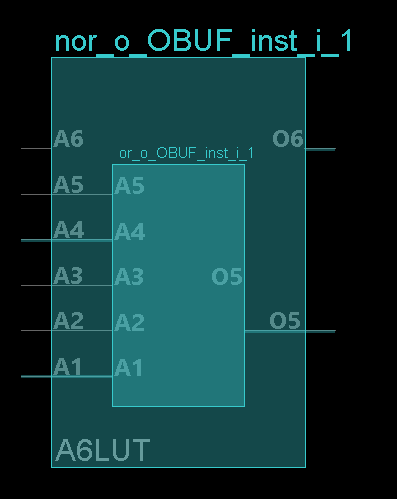 nor_o_OBUF_inst_i_1
A6 O6
or_o_OBUF_inst_i_1
A5 A5
A4 A4
A3 A3 O5
A2 A2 O5
A1 A1
A6LUT